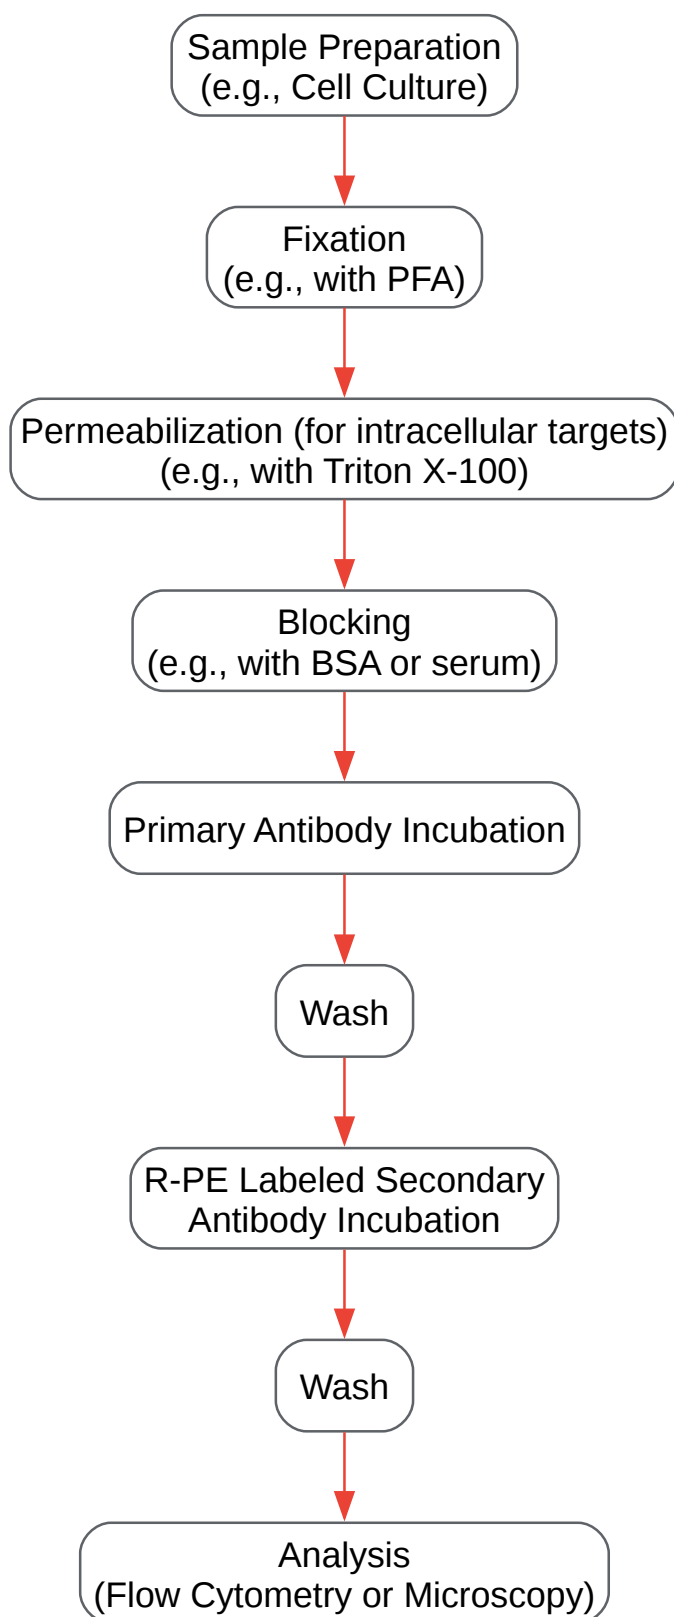 Sample Preparation
(e.g., Cell Culture)
Fixation
(e.g., with PFA)
Permeabilization (for intracellular targets)
(e.g., with Triton X-100)
Blocking
(e.g., with BSA or serum)
Primary Antibody Incubation
Wash
R-PE Labeled Secondary
Antibody Incubation
Wash
Analysis
(Flow Cytometry or Microscopy)